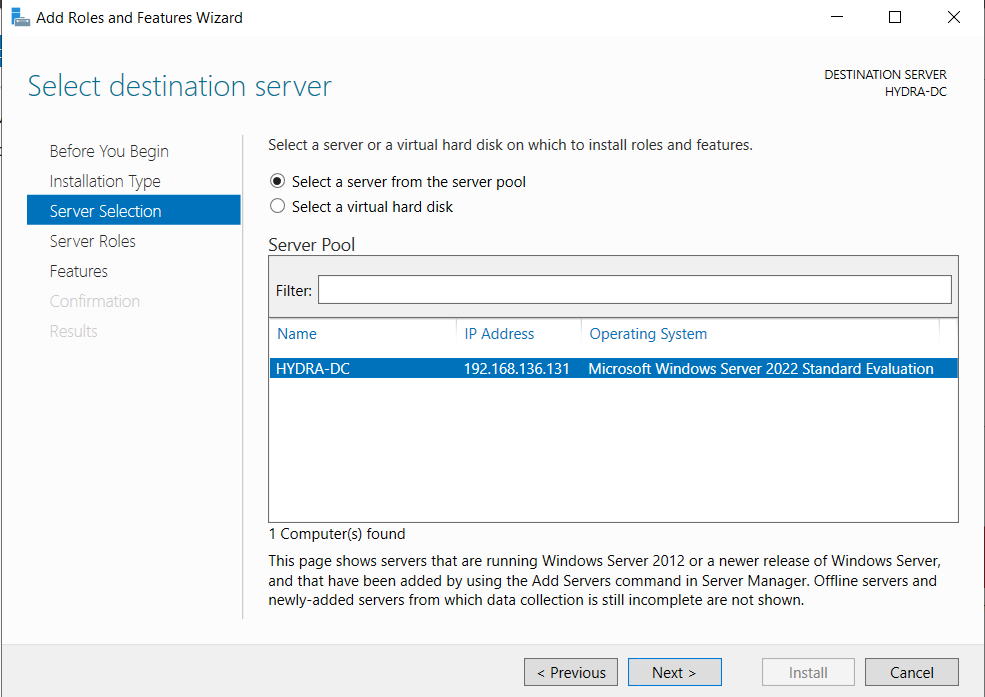 Add Roles and Features Wizard
Select destination server
DESTINATION SERVER
HYDRA-DC
Before You Begin
Installation Type
Server Selection
Server Roles
Features
Confirmation
Results
Select a server or a virtual hard disk on which to install roles and features.
Select a server from the server pool
Select a virtual hard disk
Server Pool
Filter:
Name IP Address Operating System
HYDRA-DC 192.168.136.131 Microsoft Windows Server 2022 Standard Evaluation
1 Computer(s) found
This page shows servers that are running Windows Server 2012 or a newer release of Windows Server,
and that have been added by using the Add Servers command in Server Manager. Offline servers and
newly-added servers from which data collection is still incomplete are not shown.
< Previous Next > Install Cancel